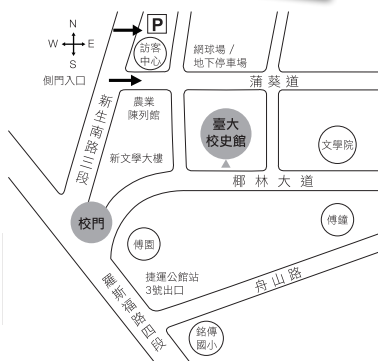 N
W E
S
P
訪客
中心
網球場 /
地下停車場
側門入口
蒲葵道
新生南路三段
農業
陳列館
臺大
校史館
文學院
新文學大樓
椰林大道
校門
傅園
傅鐘
捷運公館站
3號出口
舟山路
羅斯福路四段
銘傳
國小